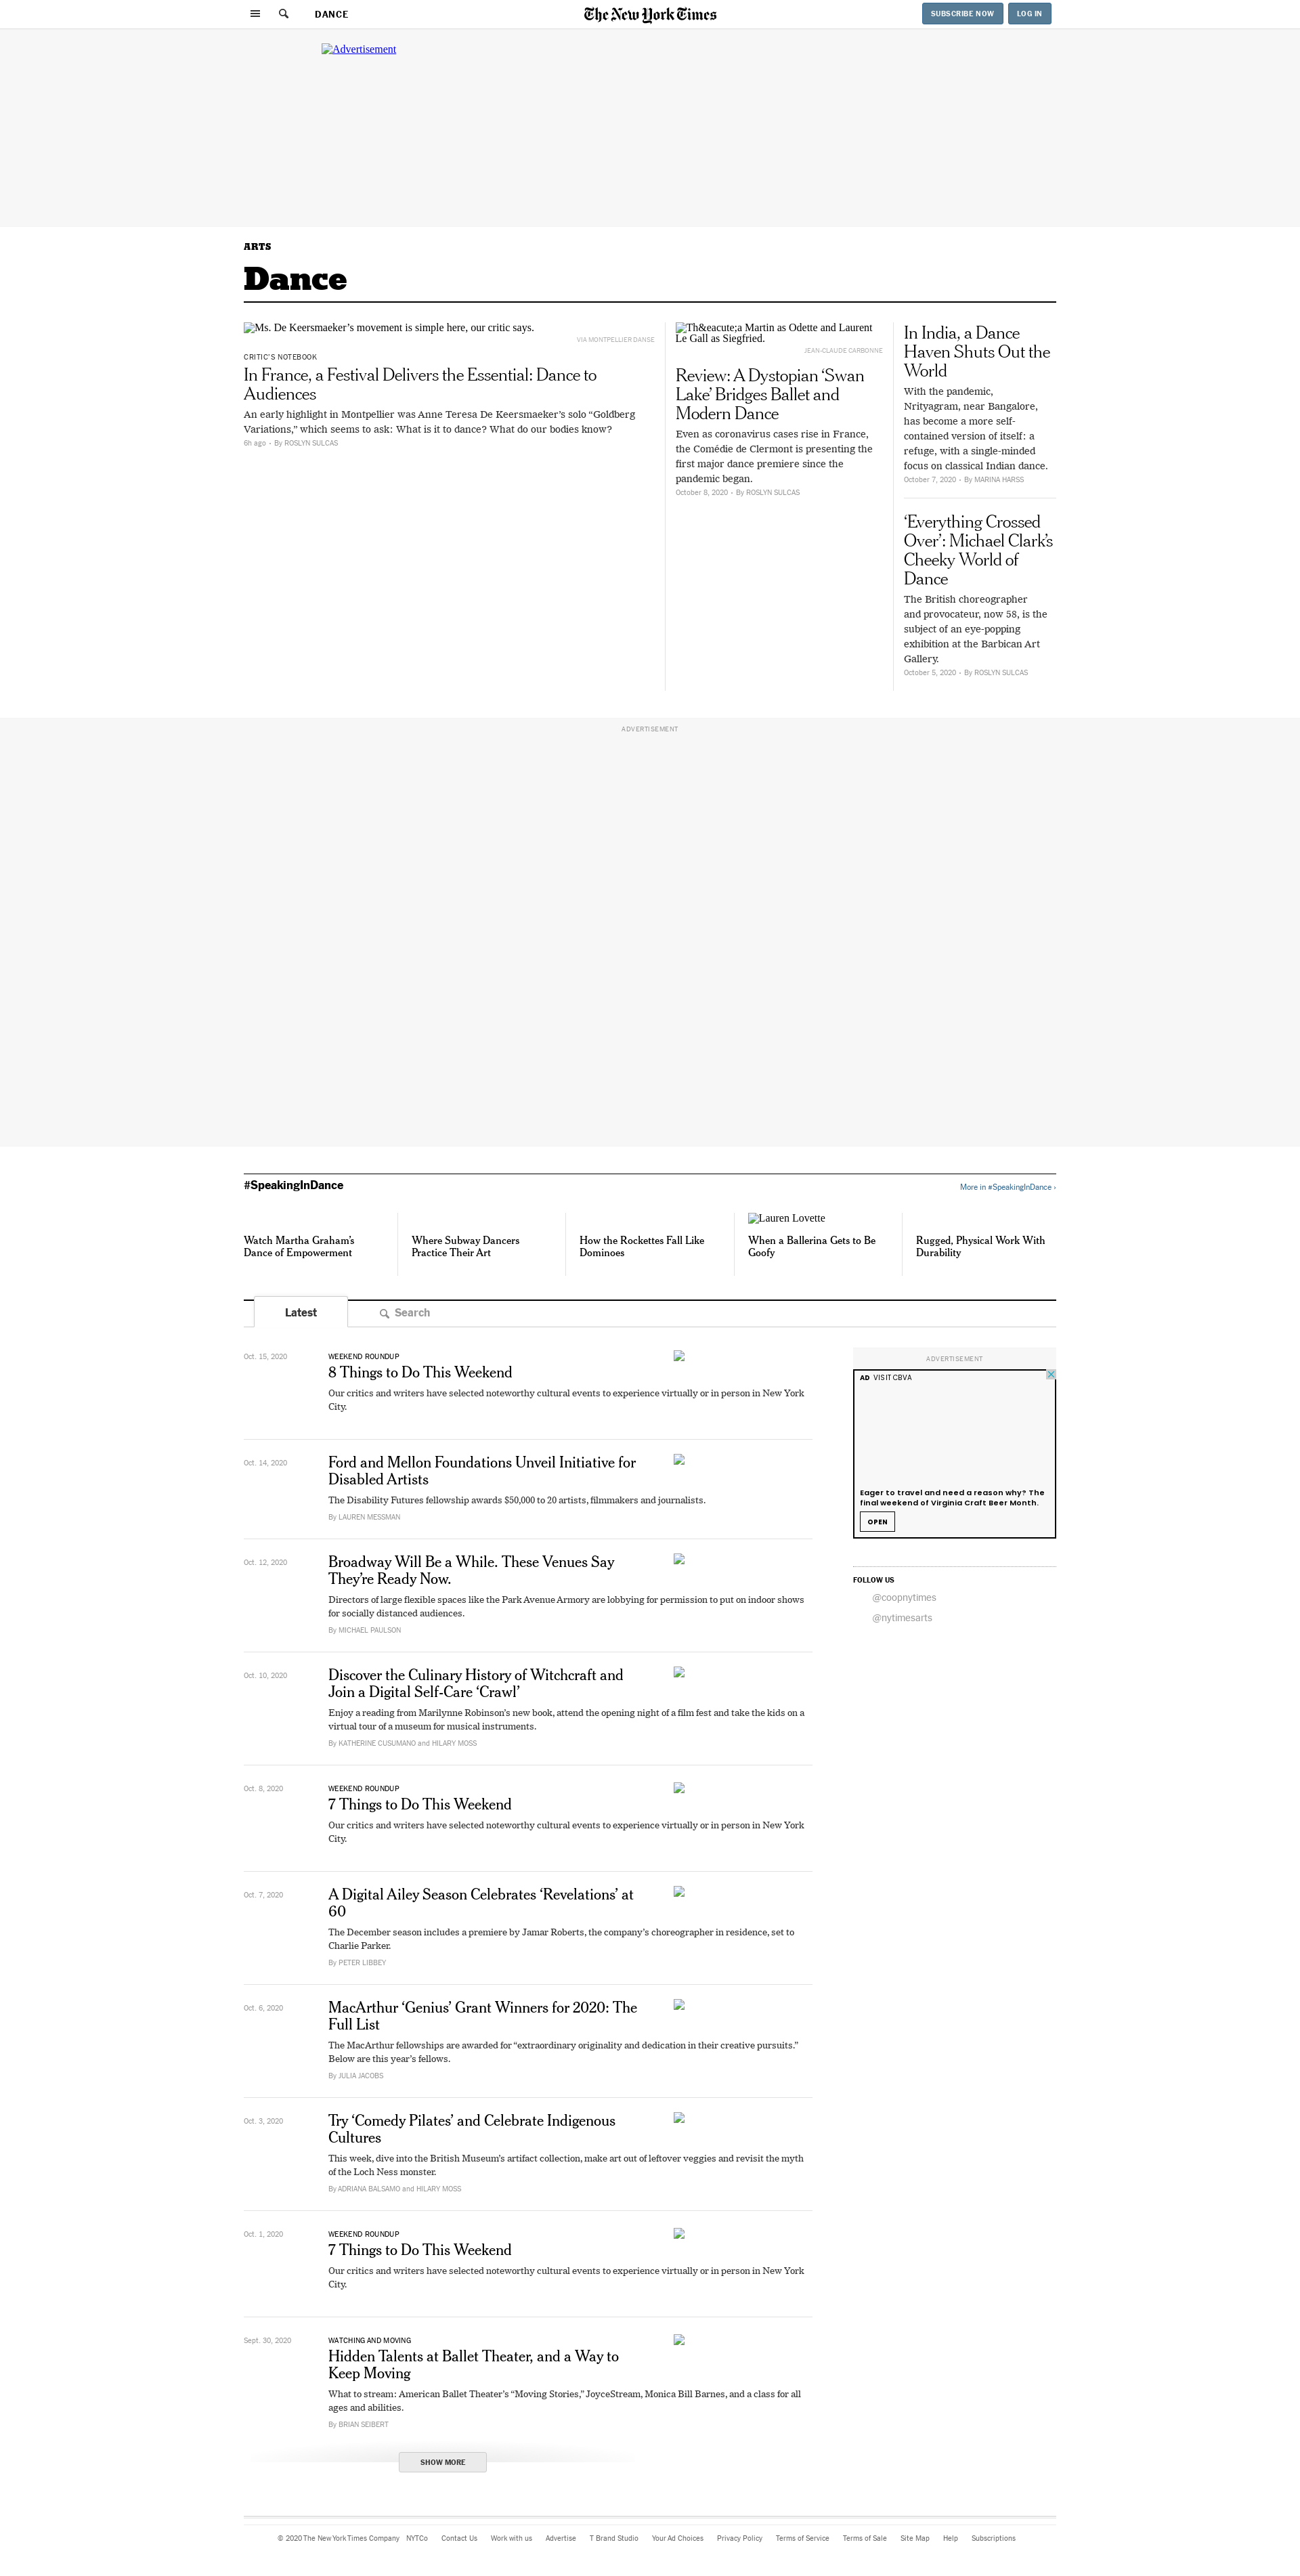 DANCE
The New York Times
SUBSCRIBE NOW
LOG IN
Advertisement
ARTS
Dance
Ms. De Keersmaeker’s movement is simple here, our critic says.
VIA MONTPELLIER DANSE
CRITIC’S NOTEBOOK
In France, a Festival Delivers the Essential: Dance to
Audiences
An early highlight in Montpellier was Anne Teresa De Keersmaeker’s solo “Goldberg
Variations,” which seems to ask: What is it to dance? What do our bodies know?
6h ago • By ROSLYN SULCAS
Th&eacute;a Martin as Odette and Laurent
Le Gall as Siegfried.
JEAN-CLAUDE CARBONNE
Review: A Dystopian ‘Swan
Lake’ Bridges Ballet and
Modern Dance
Even as coronavirus cases rise in France,
the Comédie de Clermont is presenting the
first major dance premiere since the
pandemic began.
October 8, 2020 • By ROSLYN SULCAS
In India, a Dance
Haven Shuts Out the
World
With the pandemic,
Nrityagram, near Bangalore,
has become a more self-
contained version of itself: a
refuge, with a single-minded
focus on classical Indian dance.
October 7, 2020 • By MARINA HARSS
‘Everything Crossed
Over’: Michael Clark’s
Cheeky World of
Dance
The British choreographer
and provocateur, now 58, is the
subject of an eye-popping
exhibition at the Barbican Art
Gallery.
October 5, 2020 • By ROSLYN SULCAS
ADVERTISEMENT
#SpeakingInDance
More in #SpeakingInDance ›
Watch Martha Graham’s
Dance of Empowerment
Where Subway Dancers
Practice Their Art
How the Rockettes Fall Like
Dominoes
Lauren Lovette
When a Ballerina Gets to Be
Goofy
Rugged, Physical Work With
Durability
Latest
Search
Oct. 15, 2020
WEEKEND ROUNDUP
8 Things to Do This Weekend
Our critics and writers have selected noteworthy cultural events to experience virtually or in person in New York
City.
Oct. 14, 2020
Ford and Mellon Foundations Unveil Initiative for
Disabled Artists
The Disability Futures fellowship awards $50,000 to 20 artists, filmmakers and journalists.
By LAUREN MESSMAN
Oct. 12, 2020
Broadway Will Be a While. These Venues Say
They’re Ready Now.
Directors of large flexible spaces like the Park Avenue Armory are lobbying for permission to put on indoor shows
for socially distanced audiences.
By MICHAEL PAULSON
Oct. 10, 2020
Discover the Culinary History of Witchcraft and
Join a Digital Self-Care ‘Crawl’
Enjoy a reading from Marilynne Robinson’s new book, attend the opening night of a film fest and take the kids on a
virtual tour of a museum for musical instruments.
By KATHERINE CUSUMANO and HILARY MOSS
Oct. 8, 2020
WEEKEND ROUNDUP
7 Things to Do This Weekend
Our critics and writers have selected noteworthy cultural events to experience virtually or in person in New York
City.
Oct. 7, 2020
A Digital Ailey Season Celebrates ‘Revelations’ at
60
The December season includes a premiere by Jamar Roberts, the company’s choreographer in residence, set to
Charlie Parker.
By PETER LIBBEY
Oct. 6, 2020
MacArthur ‘Genius’ Grant Winners for 2020: The
Full List
The MacArthur fellowships are awarded for “extraordinary originality and dedication in their creative pursuits.”
Below are this year’s fellows.
By JULIA JACOBS
Oct. 3, 2020
Try ‘Comedy Pilates’ and Celebrate Indigenous
Cultures
This week, dive into the British Museum’s artifact collection, make art out of leftover veggies and revisit the myth
of the Loch Ness monster.
By ADRIANA BALSAMO and HILARY MOSS
Oct. 1, 2020
WEEKEND ROUNDUP
7 Things to Do This Weekend
Our critics and writers have selected noteworthy cultural events to experience virtually or in person in New York
City.
Sept. 30, 2020
WATCHING AND MOVING
Hidden Talents at Ballet Theater, and a Way to
Keep Moving
What to stream: American Ballet Theater’s “Moving Stories,” JoyceStream, Monica Bill Barnes, and a class for all
ages and abilities.
By BRIAN SEIBERT
SHOW MORE
ADVERTISEMENT
AD VISIT CBVA
Eager to travel and need a reason why? The
final weekend of Virginia Craft Beer Month.
OPEN
FOLLOW US
@coopnytimes
@nytimesarts
© 2020 The New York Times Company NYTCo Contact Us Work with us Advertise T Brand Studio Your Ad Choices Privacy Policy Terms of Service Terms of Sale Site Map Help Subscriptions